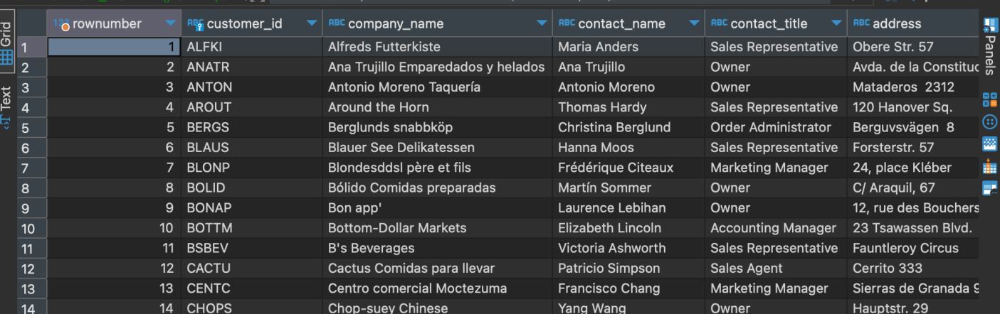 123 rownumber ABC customer_id ABC company_name ABC contact_name ABC contact_title ABC address
1 1 ALFKI Alfreds Futterkiste Maria Anders Sales Representative Obere Str. 57
2 2 ANATR Ana Trujillo Emparedados y helados Ana Trujillo Owner Avda. de la Constituc
3 3 ANTON Antonio Moreno Taquería Antonio Moreno Owner Mataderos  2312
4 4 AROUT Around the Horn Thomas Hardy Sales Representative 120 Hanover Sq.
5 5 BERGS Berglunds snabbköp Christina Berglund Order Administrator Berguvsvägen  8
6 6 BLAUS Blauer See Delikatessen Hanna Moos Sales Representative Forsterstr. 57
7 7 BLONP Blondesddsl père et fils Frédérique Citeaux Marketing Manager 24, place Kléber
8 8 BOLID Bólido Comidas preparadas Martín Sommer Owner C/ Araquil, 67
9 9 BONAP Bon app' Laurence Lebihan Owner 12, rue des Bouchers
10 10 BOTTM Bottom-Dollar Markets Elizabeth Lincoln Accounting Manager 23 Tsawassen Blvd.
11 11 BSBEV B's Beverages Victoria Ashworth Sales Representative Fauntleroy Circus
12 12 CACTU Cactus Comidas para llevar Patricio Simpson Sales Agent Cerrito 333
13 13 CENTC Centro comercial Moctezuma Francisco Chang Marketing Manager Sierras de Granada 9
14 14 CHOPS Chop-suey Chinese Yang Wang Owner Hauptstr. 29
Grid
Text
Panels